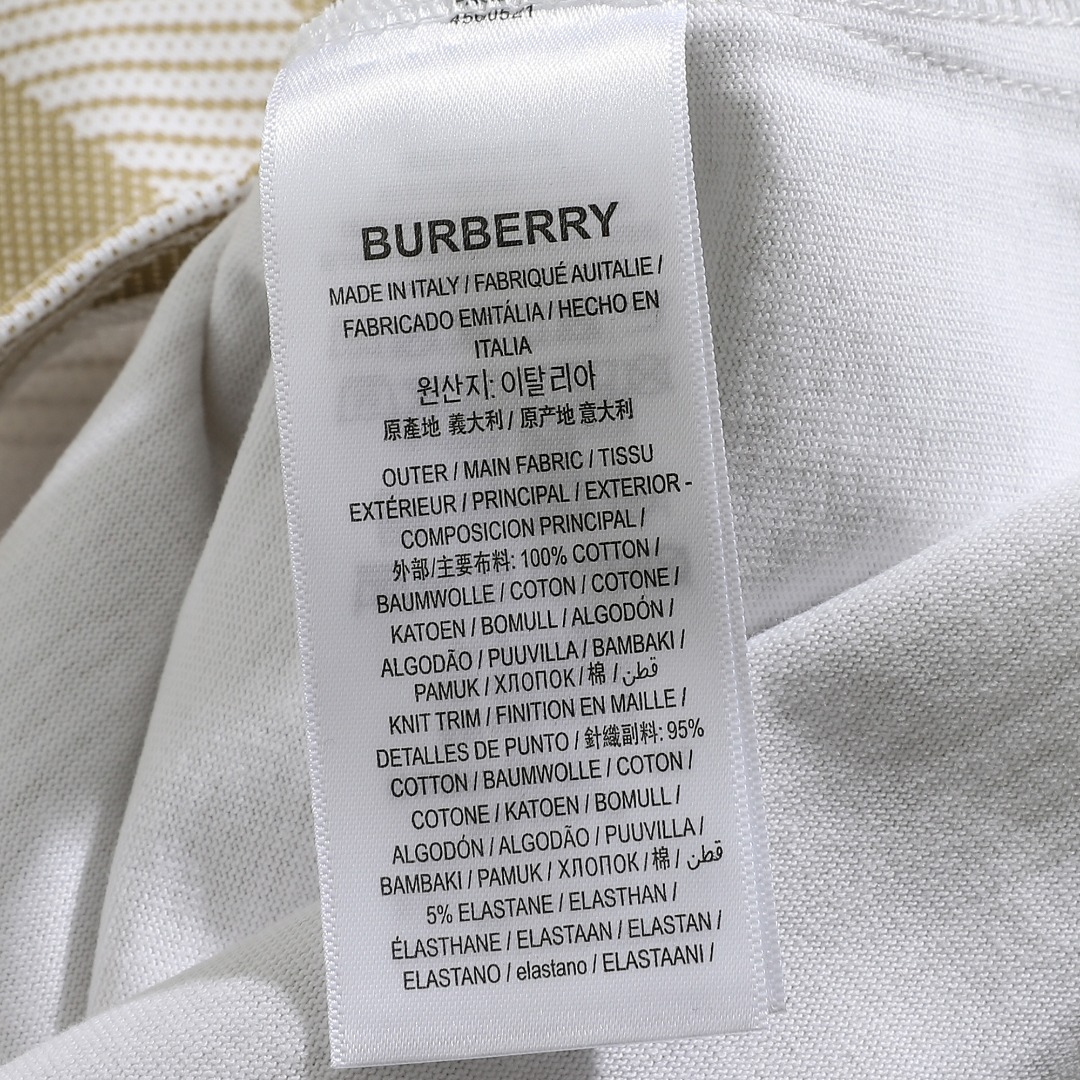 4560521
BURBERRY
MADE IN ITALY / FABRIQUÉ AUITALIE /
FABRICADO EMITÁLIA / HECHO EN
ITALIA
원산지: 이탈리아
原產地 義大利 / 原产地 意大利
OUTER / MAIN FABRIC / TISSU
EXTÉRIEUR / PRINCIPAL / EXTERIOR -
COMPOSICION PRINCIPAL /
外部/主要布料: 100% COTTON /
BAUMWOLLE / COTON / COTONE /
KATOEN / BOMULL / ALGODÓN /
ALGODÃO / PUUVILLA / BAMBAKI /
PAMUK / ХЛОПОК / 棉 / قطن
KNIT TRIM / FINITION EN MAILLE /
DETALLES DE PUNTO / 針織副料: 95%
COTTON / BAUMWOLLE / COTON /
COTONE / KATOEN / BOMULL /
ALGODÓN / ALGODÃO / PUUVILLA /
BAMBAKI / PAMUK / ХЛОПОК / 棉 / قطن
5% ELASTANE / ELASTHAN /
ÉLASTHANE / ELASTAAN / ELASTAN /
ELASTANO / elastano / ELASTAANI /